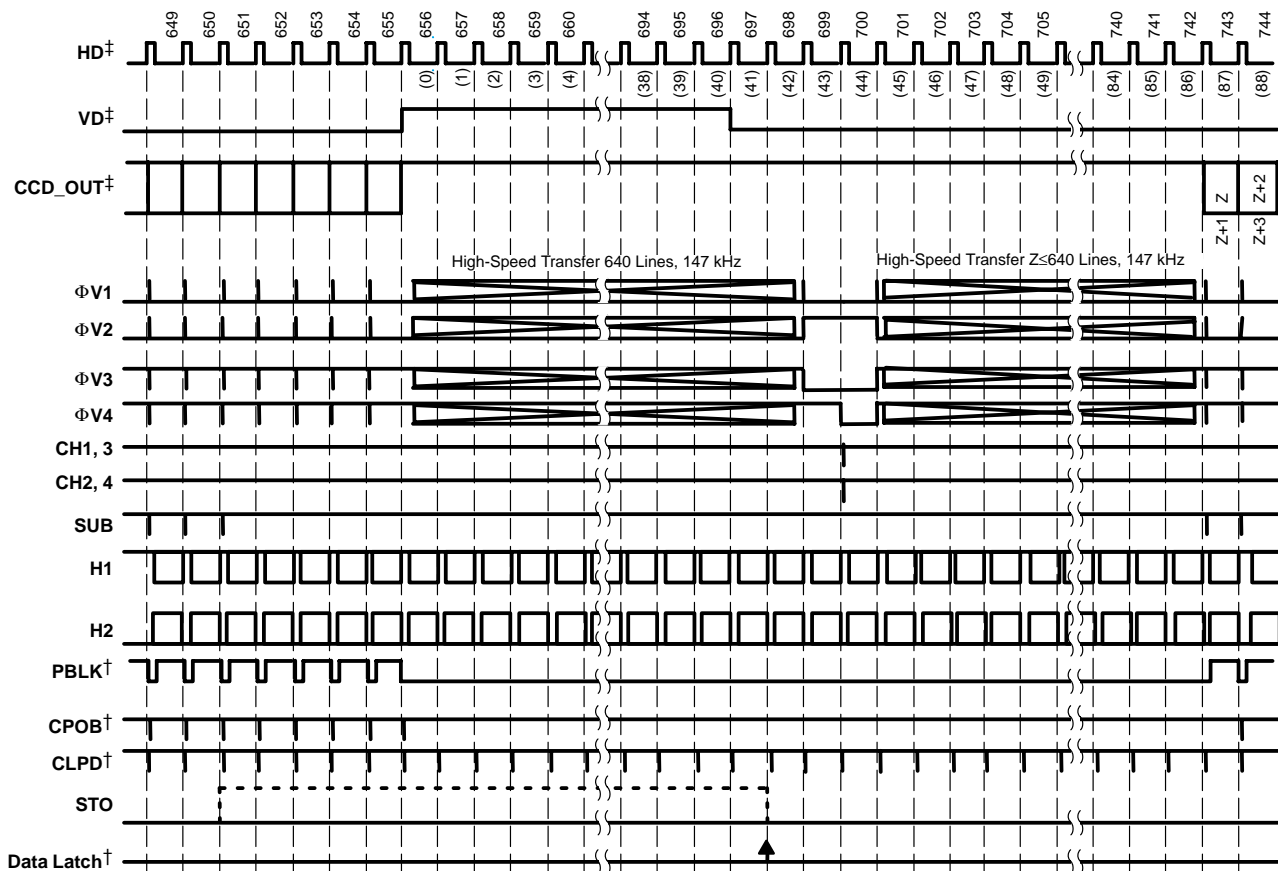 649 650 651 652 653 654 655 656 657 658 659 660 694 695 696 697 698 699 700 701 702 703 704 705 740 741 742 743 744
HD‡
(0) (1) (2) (3) (4) (38) (39) (40) (41) (42) (43) (44) (45) (46) (47) (48) (49) (84) (85) (86) (87) (88)
VD‡
CCD_OUT‡
Z Z+2
Z+1 Z+3
High-Speed Transfer 640 Lines, 147 kHz
High-Speed Transfer Z≤640 Lines, 147 kHz
ΦV1
ΦV2
ΦV3
ΦV4
CH1, 3
CH2, 4
SUB
H1
H2
PBLK†
CPOB†
CLPD†
STO
Data Latch†